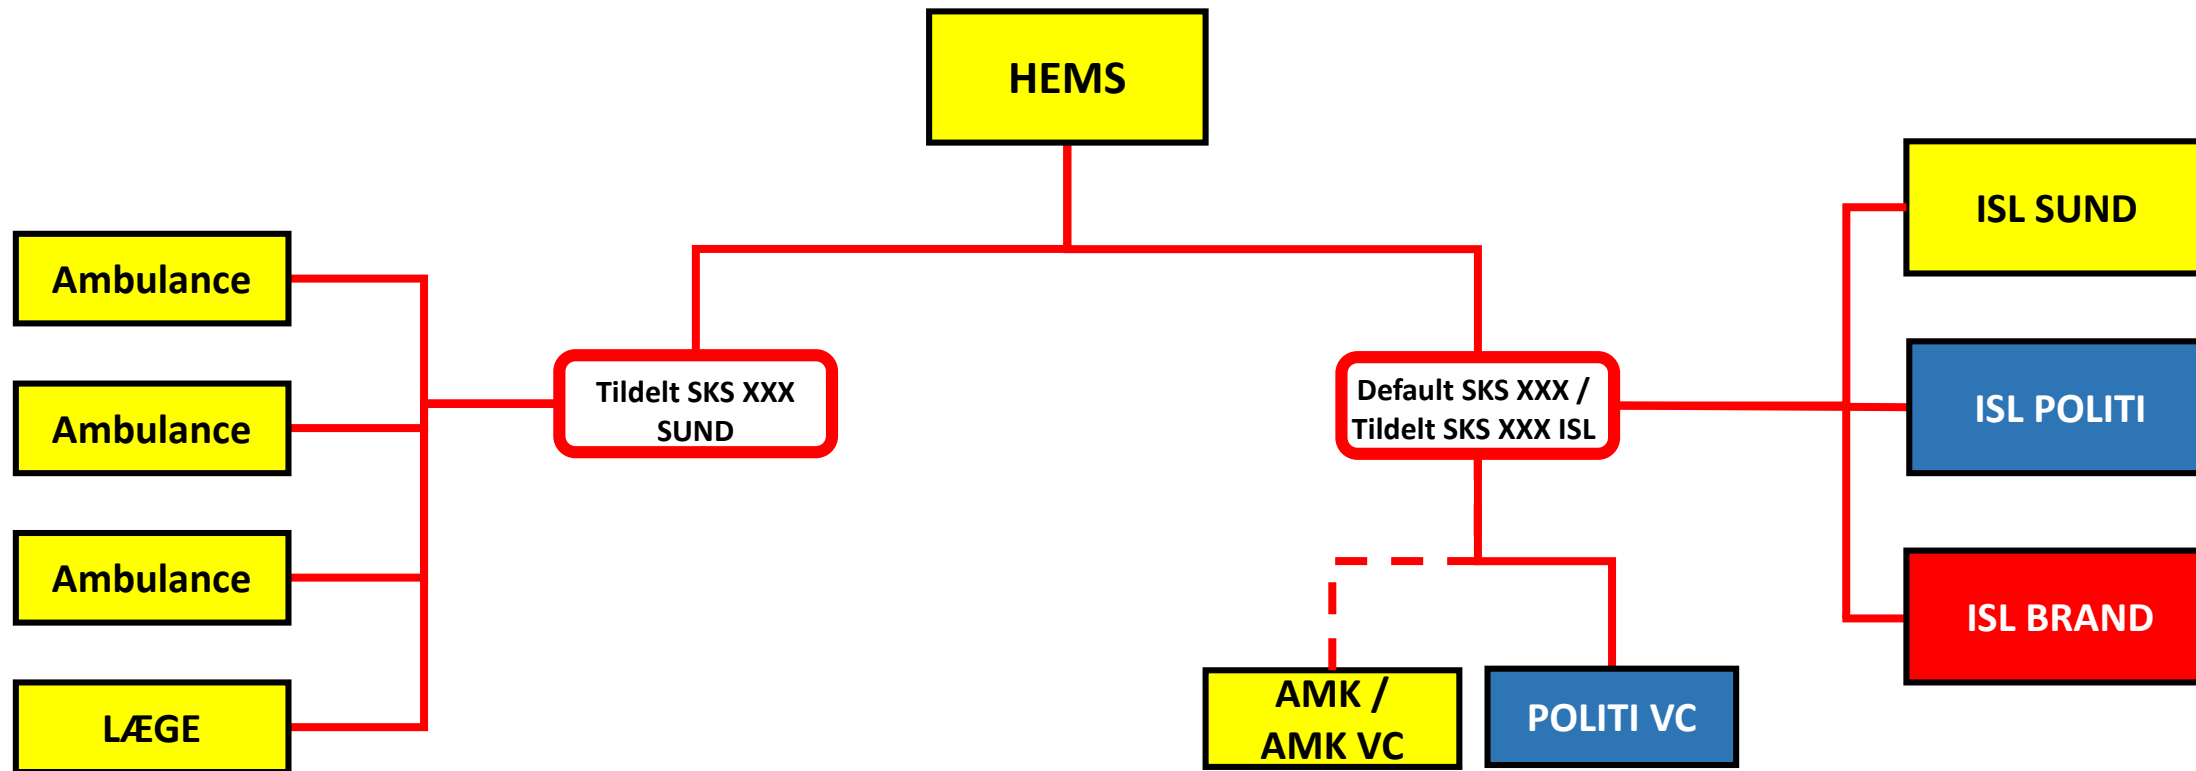 HEMS
ISL SUND
Ambulance
Tildelt SKS XXX
SUND
Default SKS XXX /
Tildelt SKS XXX ISL
Ambulance
ISL POLITI
Ambulance
ISL BRAND
LÆGE
AMK /
AMK VC
POLITI VC